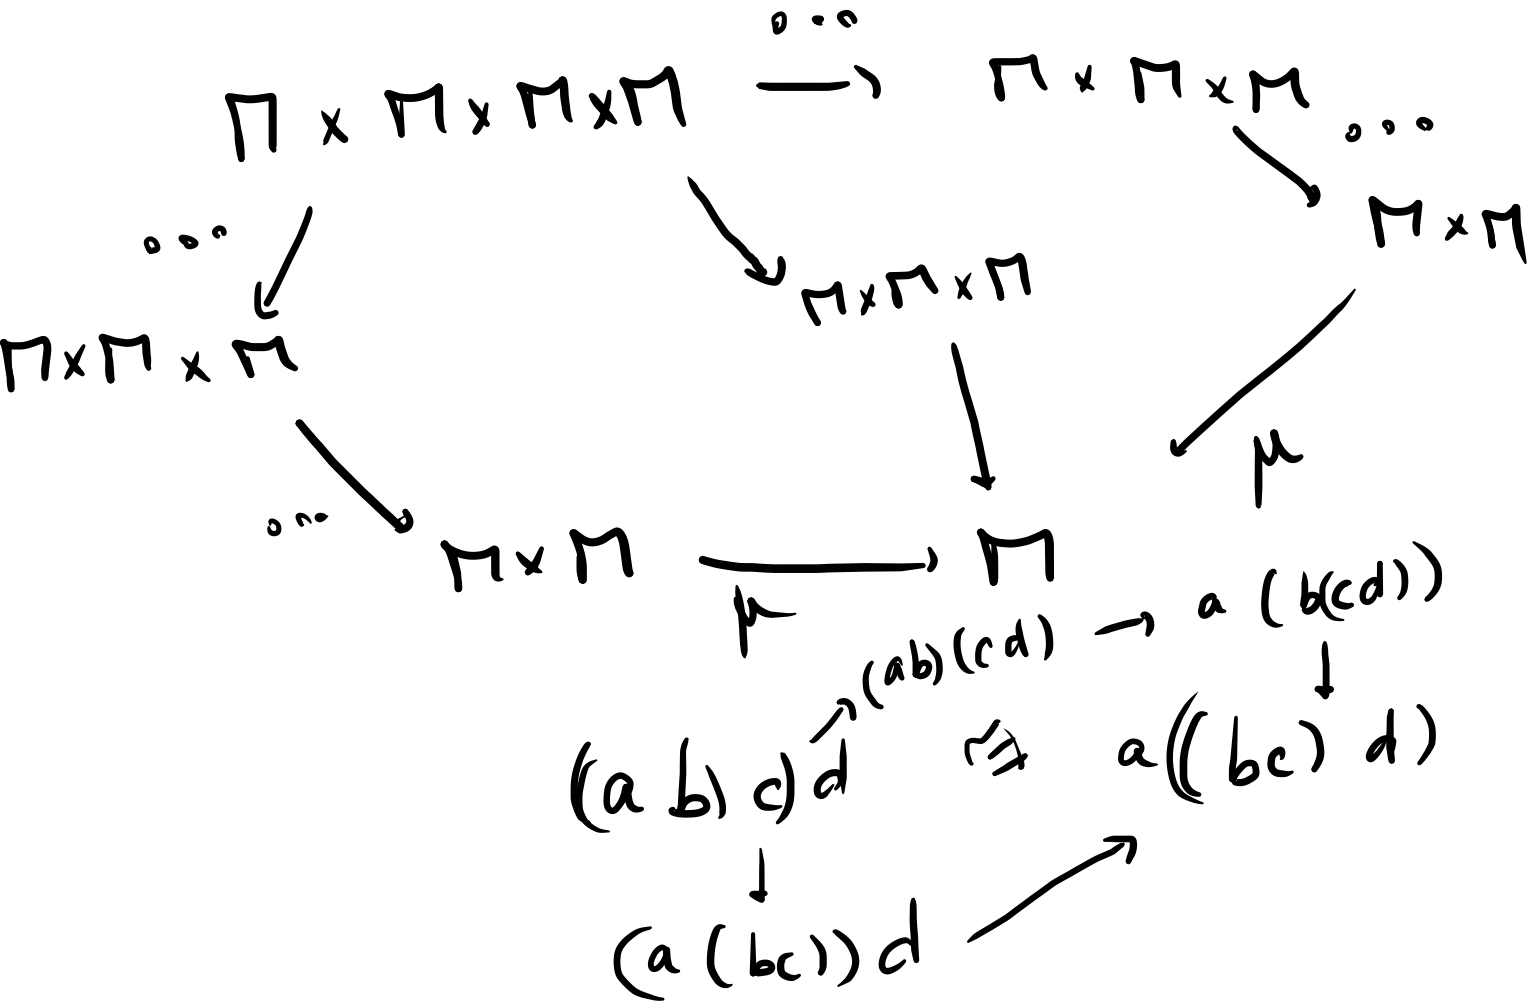 ∘∘∘
M × M × M × M → M × M × M
∘∘∘ ∘∘∘
M × M
M × M × M
M × M × M
μ
∘∘∘
M × M → M
μ
(ab)(cd) → a(b(cd))
((ab)c)d ≅ a((bc)d)
(a(bc))d